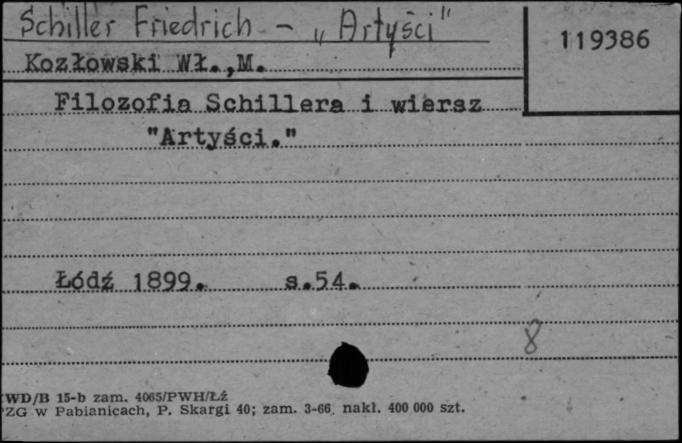 Schiller Friedrich - „Artyści"
119386
Kozłowski Wł.,M.
Filozofia Schillera i wiersz
"Artyści."
Łódź 1899. s.54.
8
WD/B 15-b zam. 4065/PWH/Łź
ZG w Pabianicach, P. Skargi 40; zam. 3-66. nakł. 400 000 szt.